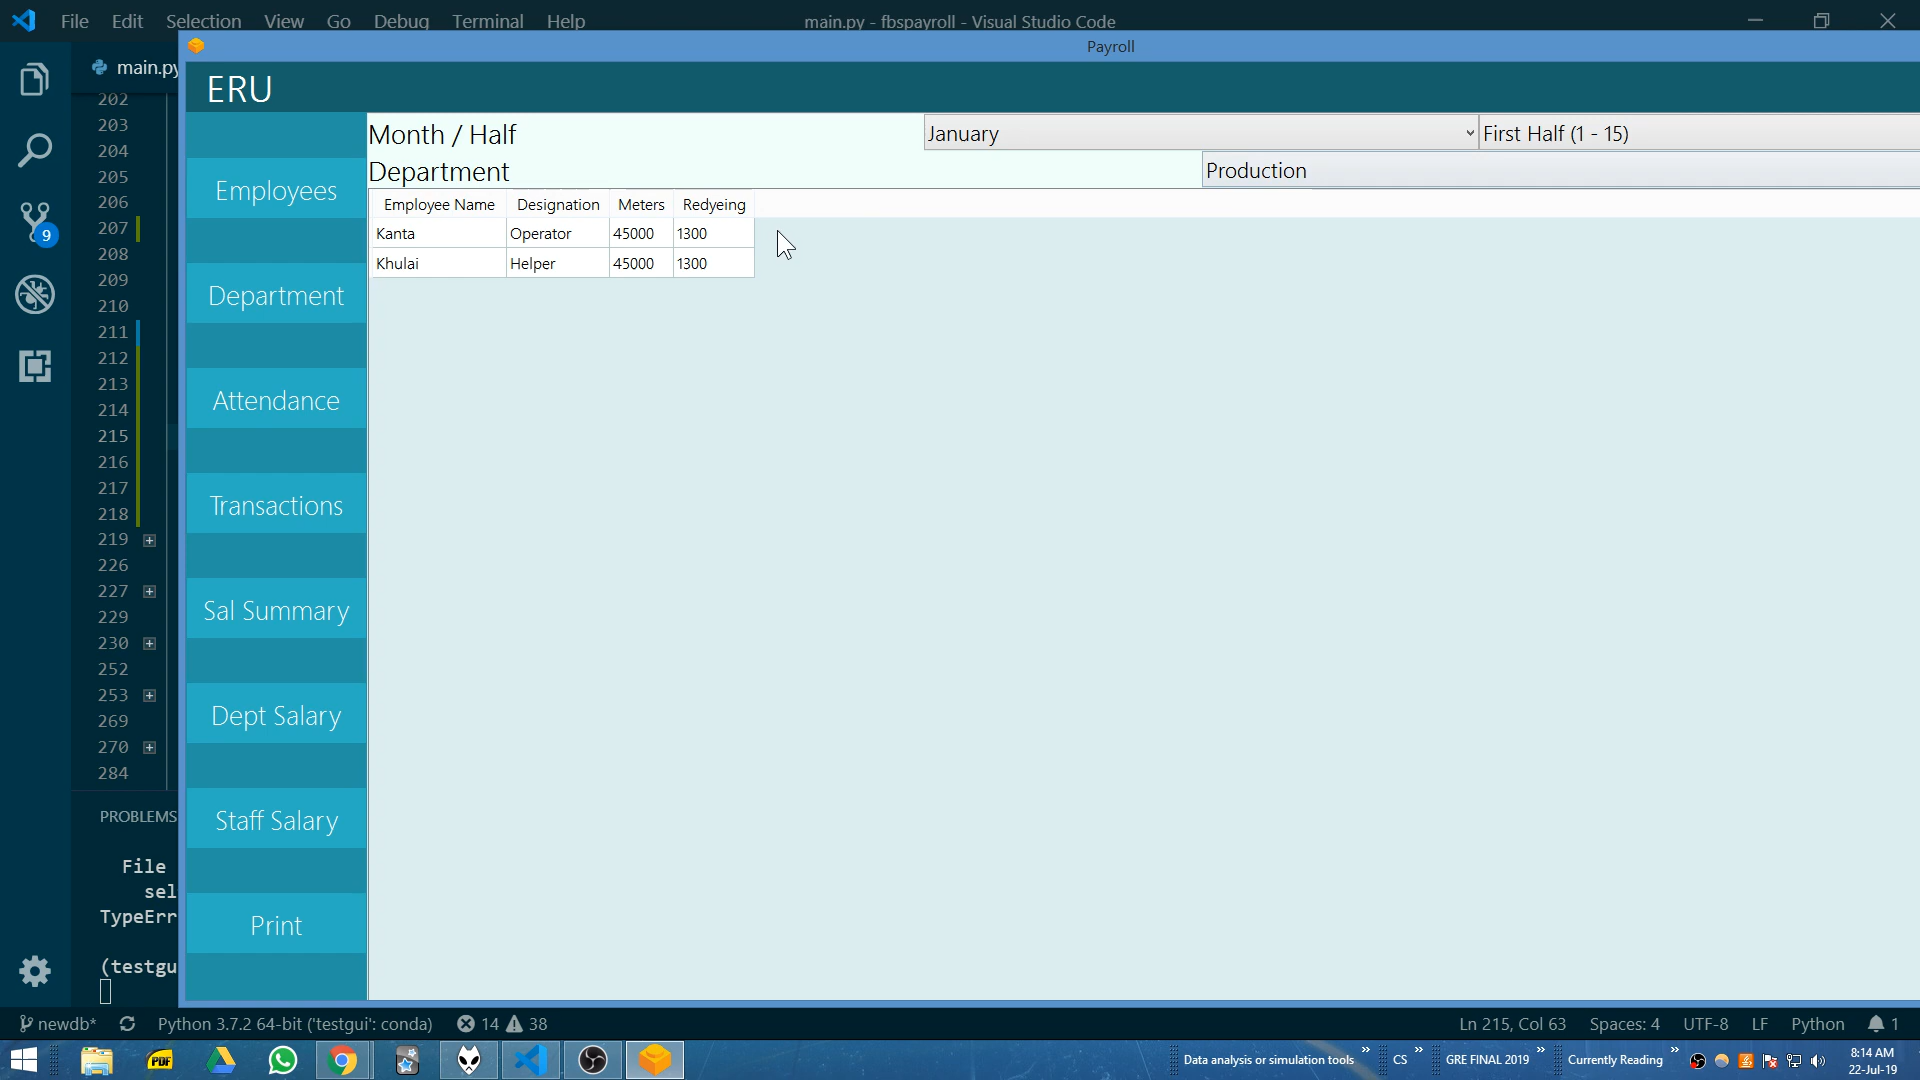 File Edit Selection View Go Debug Terminal Help main.py - fbspayroll - Visual Studio Code
Payroll
main.py
ERU
Month / Half January First Half (1 - 15)
Department Production
Employee Name Designation Meters Redyeing
Kanta Operator 45000 1300
Khulai Helper 45000 1300
Employees
Department
Attendance
Transactions
Sal Summary
Dept Salary
Staff Salary
Print
202
203
204
205
206
207
208
209
210
211
212
213
214
215
216
217
218
219
226
227
229
230
252
253
269
270
284
9
PROBLEMS
File
sel
TypeErr
(testgu
newdb* Python 3.7.2 64-bit ('testgui': conda) 14 38 Ln 215, Col 63 Spaces: 4 UTF-8 LF Python 1
PDF
Data analysis or simulation tools » CS » GRE FINAL 2019 » Currently Reading »
8:14 AM
22-Jul-19